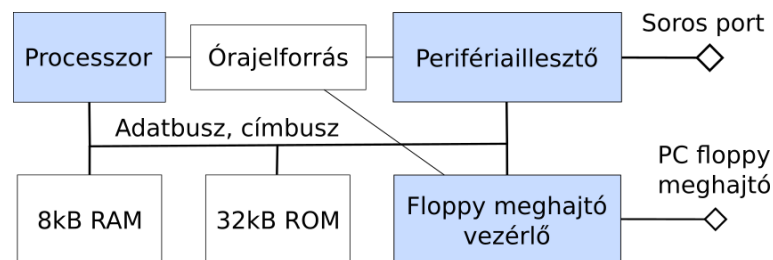 Soros port
Processzor
Órajelforrás
Perifériaillesztő
Adatbusz, címbusz
PC floppy
meghajtó
8kB RAM
32kB ROM
Floppy meghajtó
vezérlő